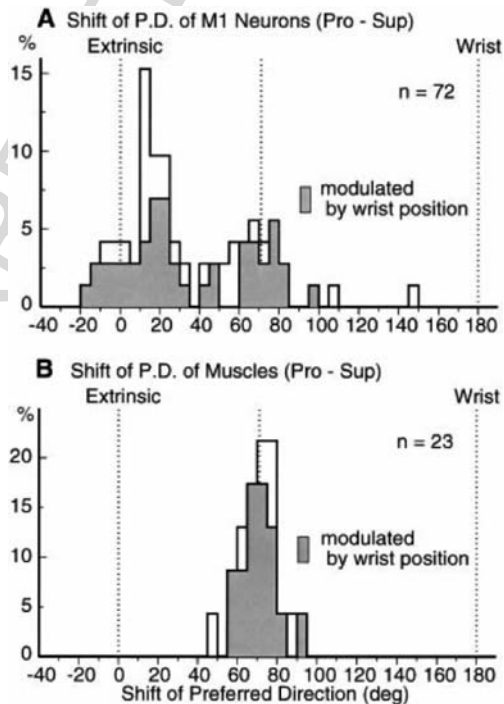 A Shift of P.D. of M1 Neurons (Pro - Sup)
% Extrinsic Wrist
15
n = 72
10
modulated
by wrist position
5
0
-40 -20 0 20 40 60 80 100 120 140 160 180
B Shift of P.D. of Muscles (Pro - Sup)
% Extrinsic Wrist
20
n = 23
15
modulated
by wrist position
10
5
0
-40 -20 0 20 40 60 80 100 120 140 160 180
Shift of Preferred Direction (deg)